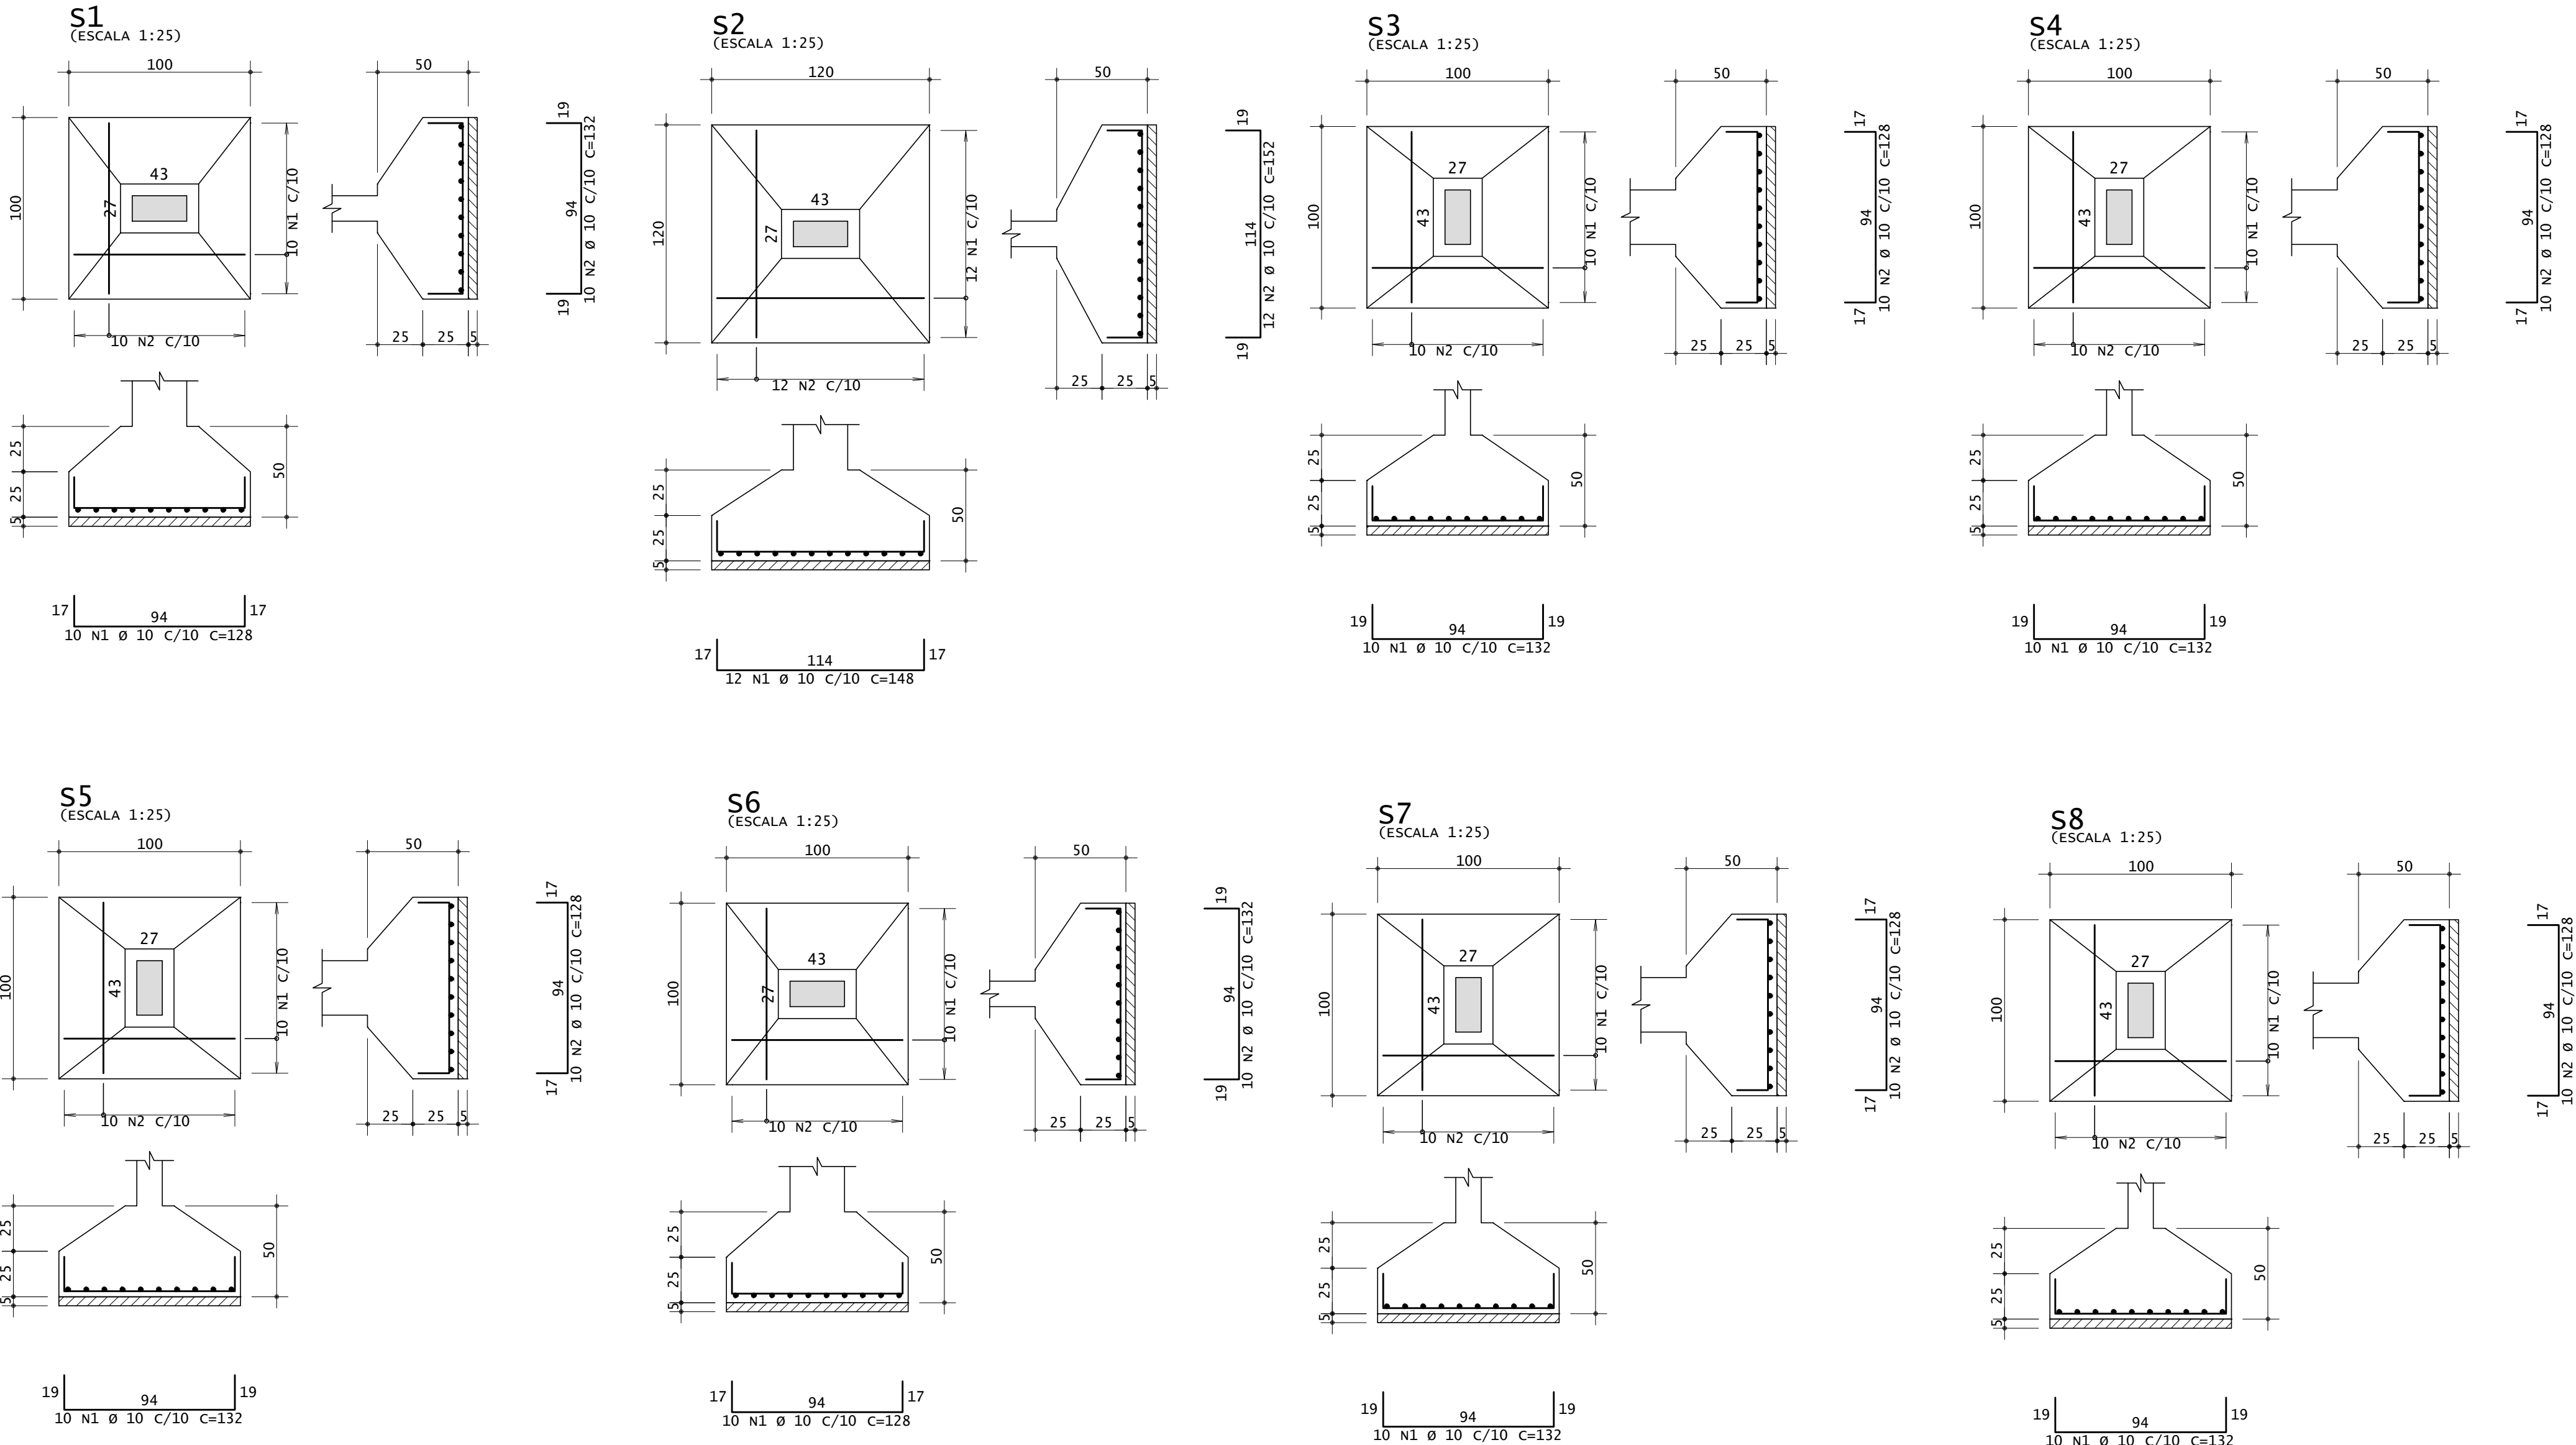 S1
(ESCALA 1:25)
100
50
100
43
27
10 N1 C/10
10 N2 C/10
25 25 5
19
94
19
10 N2 Ø 10 C/10 C=132
25
25
5
50
17 94 17
10 N1 Ø 10 C/10 C=128
S2
(ESCALA 1:25)
120
50
120
43
27
12 N1 C/10
12 N2 C/10
25 25 5
19
114
19
12 N2 Ø 10 C/10 C=152
25
25
5
50
17 114 17
12 N1 Ø 10 C/10 C=148
S3
(ESCALA 1:25)
100
50
100
27
43
10 N1 C/10
10 N2 C/10
25 25 5
17
94
17
10 N2 Ø 10 C/10 C=128
25
25
5
50
19 94 19
10 N1 Ø 10 C/10 C=132
S4
(ESCALA 1:25)
100
50
100
27
43
10 N1 C/10
10 N2 C/10
25 25 5
17
94
17
10 N2 Ø 10 C/10 C=128
25
25
5
50
19 94 19
10 N1 Ø 10 C/10 C=132
S5
(ESCALA 1:25)
100
50
100
27
43
10 N1 C/10
10 N2 C/10
25 25 5
17
94
17
10 N2 Ø 10 C/10 C=128
25
25
5
50
19 94 19
10 N1 Ø 10 C/10 C=132
S6
(ESCALA 1:25)
100
50
100
43
27
10 N1 C/10
10 N2 C/10
25 25 5
19
94
19
10 N2 Ø 10 C/10 C=132
25
25
5
50
17 94 17
10 N1 Ø 10 C/10 C=128
S7
(ESCALA 1:25)
100
50
100
27
43
10 N1 C/10
10 N2 C/10
25 25 5
17
94
17
10 N2 Ø 10 C/10 C=128
25
25
5
50
19 94 19
10 N1 Ø 10 C/10 C=132
S8
(ESCALA 1:25)
100
50
100
27
43
10 N1 C/10
10 N2 C/10
25 25 5
17
94
17
10 N2 Ø 10 C/10 C=128
25
25
5
50
19 94 19
10 N1 Ø 10 C/10 C=132